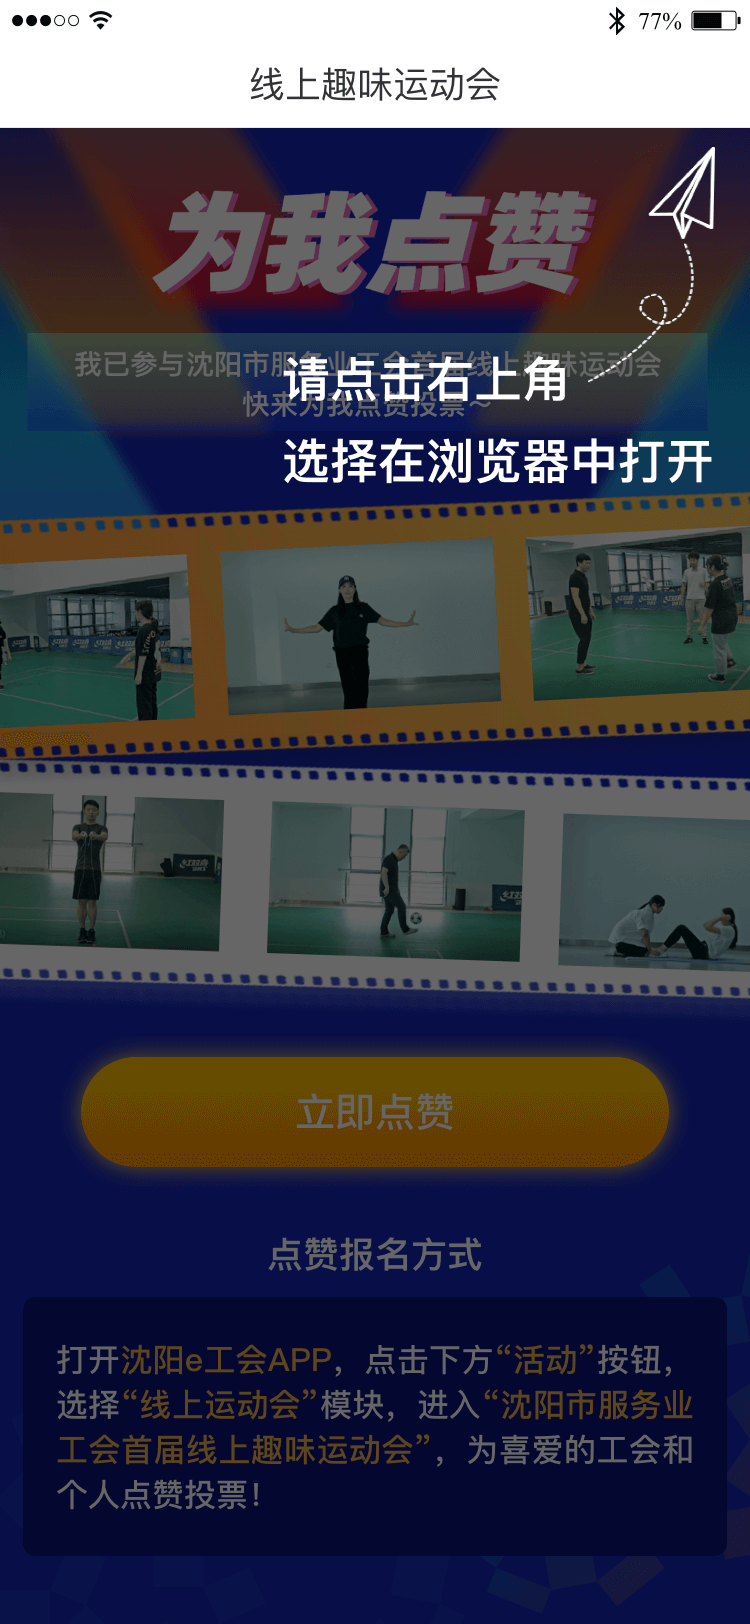 77%
线上趣味运动会
为我点赞
我已参与沈阳市服务业工会首届线上趣味运动会
快来为我点赞投票~
请点击右上角
选择在浏览器中打开
立即点赞
点赞报名方式
打开沈阳e工会APP，点击下方“活动”按钮，
选择“线上运动会”模块，进入“沈阳市服务业
工会首届线上趣味运动会”，为喜爱的工会和
个人点赞投票！